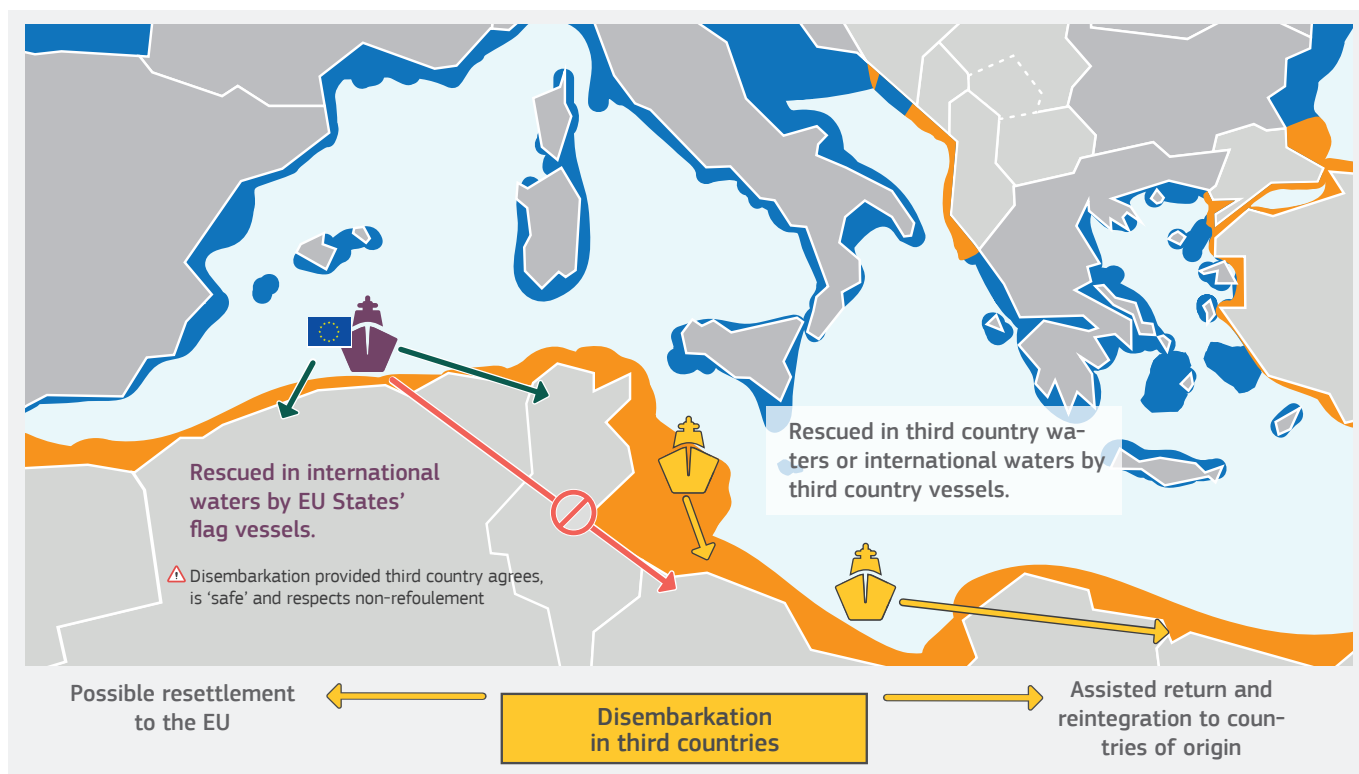 Rescued in third country wa-
ters or international waters by
third country vessels.
Rescued in international
waters by EU States’
flag vessels.
Disembarkation provided third country agrees,
is ‘safe’ and respects non-refoulement
Possible resettlement
to the EU
Disembarkation
in third countries
Assisted return and
reintegration to coun-
tries of origin